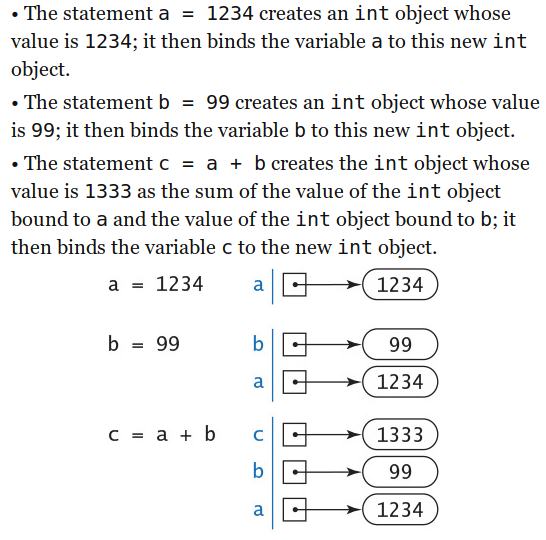 • The statement a = 1234 creates an int object whose
value is 1234; it then binds the variable a to this new int
object.
• The statement b = 99 creates an int object whose value
is 99; it then binds the variable b to this new int object.
• The statement c = a + b creates the int object whose
value is 1333 as the sum of the value of the int object
bound to a and the value of the int object bound to b; it
then binds the variable c to the new int object.
a = 1234 a 1234
b = 99 b 99
a 1234
c = a + b c 1333
b 99
a 1234